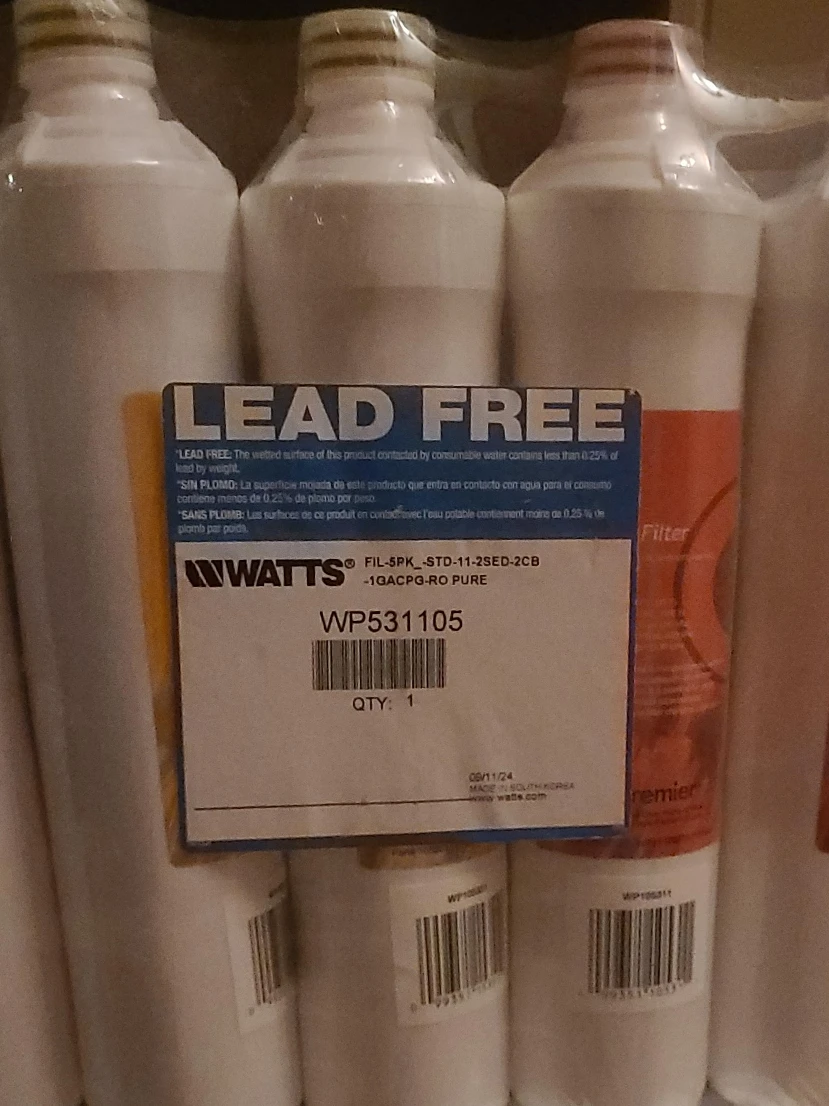 LEAD FREE*
*LEAD FREE: The wetted surface of this product contacted by consumable water contains less than 0.25% of
lead by weight.
*SIN PLOMO: La superficie mojada de este producto que entra en contacto con agua para el consumo
contiene menos de 0.25% de plomo por peso.
*SANS PLOMB: Les surfaces de ce produit en contact avec l'eau potable contiennent moins de 0.25 % de
plomb par poids.
WATTS® FIL-5PK_-STD-11-2SED-2CB
-1GACPG-RO PURE
WP531105
QTY: 1
09/11/24
MADE IN SOUTH KOREA
www.watts.com
Filter
remier